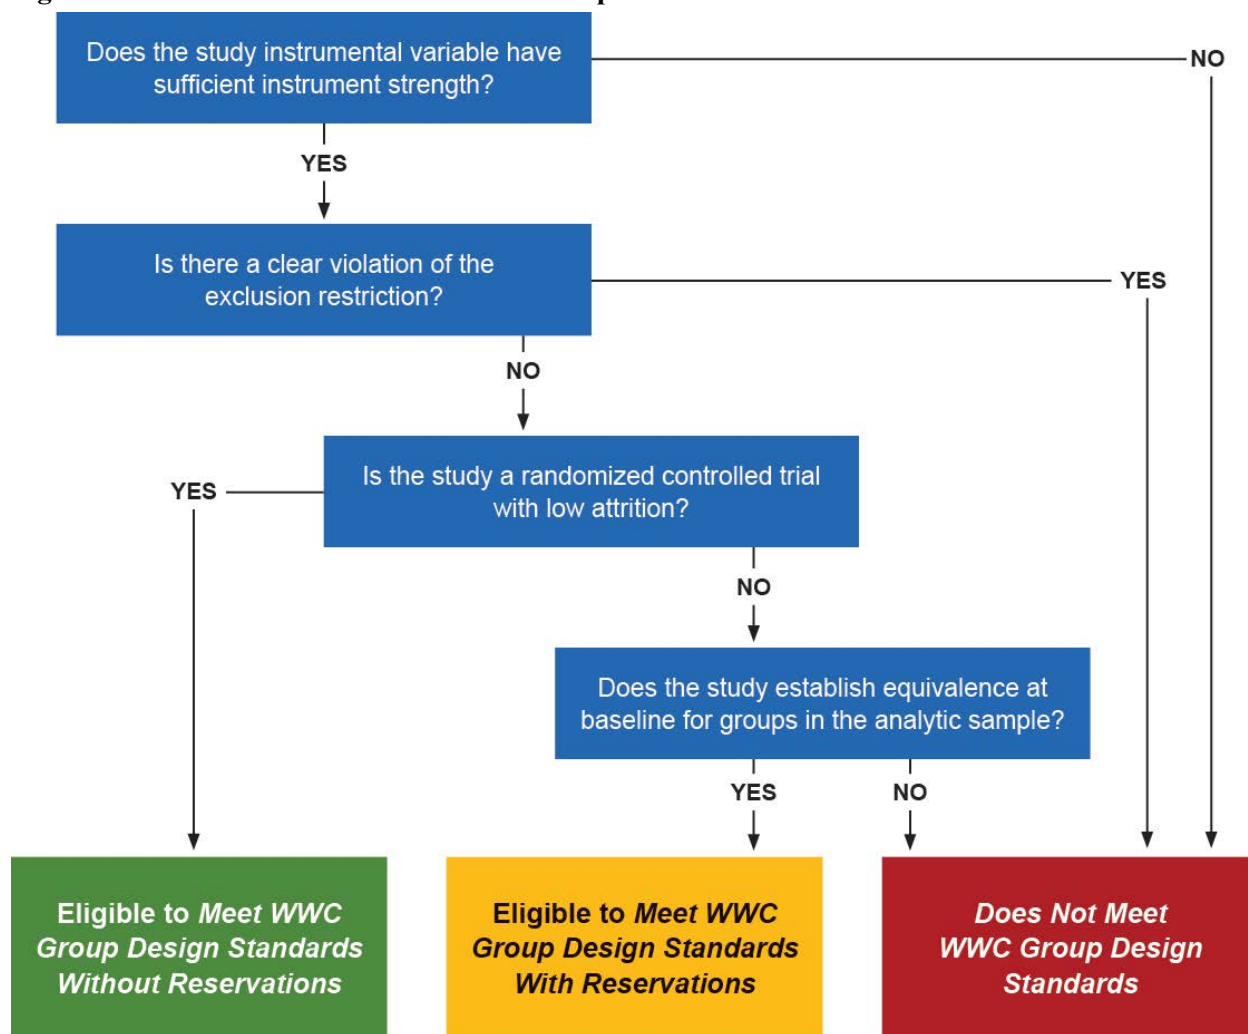 Does the study instrumental variable have
sufficient instrument strength?
NO
YES
Is there a clear violation of the
exclusion restriction?
YES
NO
Is the study a randomized controlled trial
with low attrition?
YES
NO
Does the study establish equivalence at
baseline for groups in the analytic sample?
YES
NO
Eligible to Meet WWC
Group Design Standards
Without Reservations
Eligible to Meet WWC
Group Design Standards
With Reservations
Does Not Meet
WWC Group Design
Standards